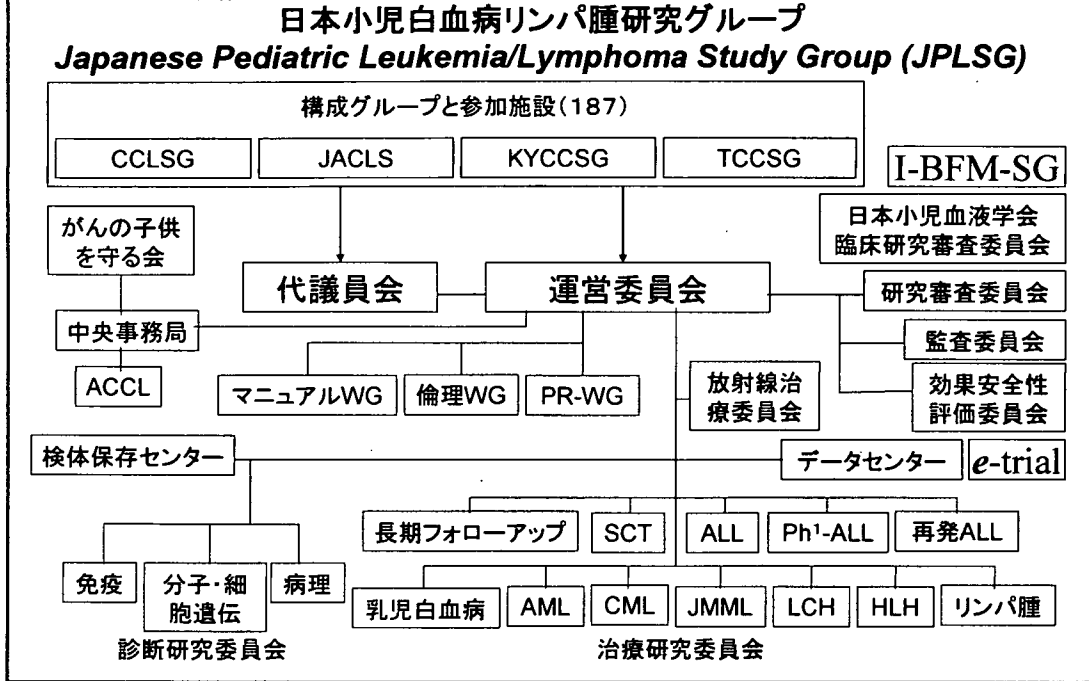 日本小児白血病リンパ腫研究グループ
Japanese Pediatric Leukemia/Lymphoma Study Group (JPLSG)
構成グループと参加施設(187)
CCLSG
JACLS
KYCCSG
TCCSG
I-BFM-SG
がんの子供
を守る会
日本小児血液学会
臨床研究審査委員会
代議員会
運営委員会
研究審査委員会
中央事務局
監査委員会
ACCL
マニュアルWG
倫理WG
PR-WG
放射線治
療委員会
効果安全性
評価委員会
検体保存センター
データセンター
e-trial
長期フォローアップ
SCT
ALL
Ph¹-ALL
再発ALL
免疫
分子・細
胞遺伝
病理
乳児白血病
AML
CML
JMML
LCH
HLH
リンパ腫
診断研究委員会
治療研究委員会